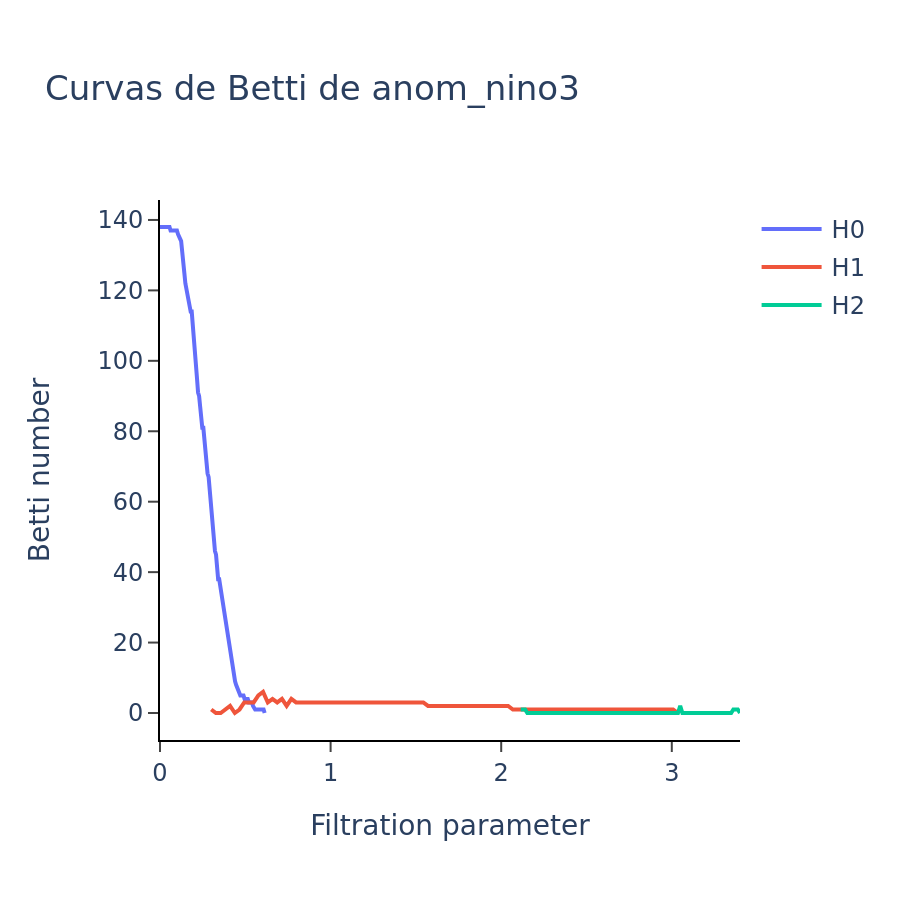 Curvas de Betti de anom_nino3
H0
H1
H2
140
120
100
80
60
40
20
0
Betti number
0 1 2 3
Filtration parameter